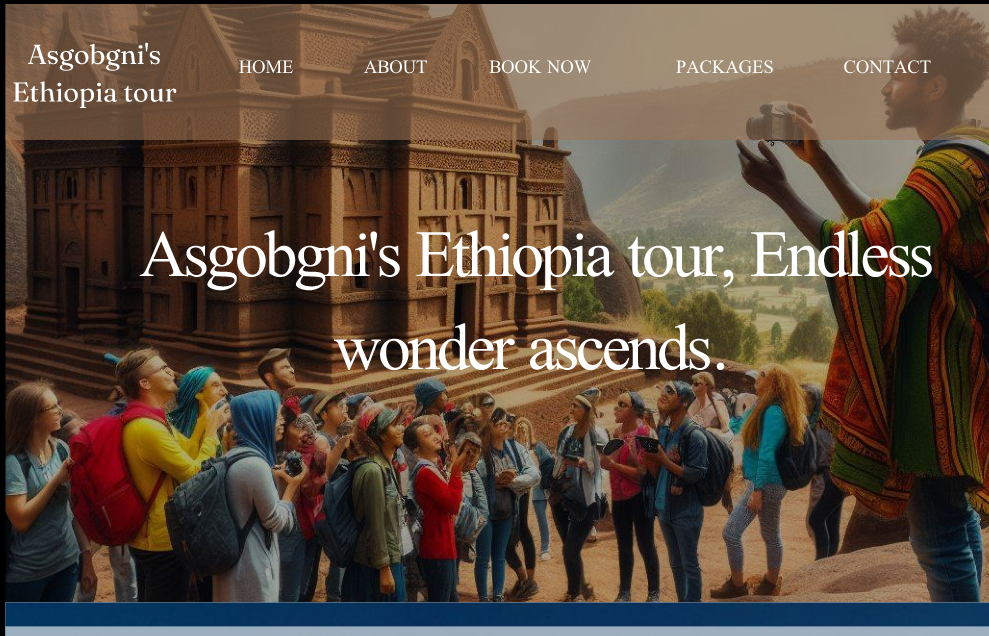 Asgobgni's
Ethiopia tour
HOME ABOUT BOOK NOW PACKAGES CONTACT
Asgobgni's Ethiopia tour, Endless
wonder ascends.